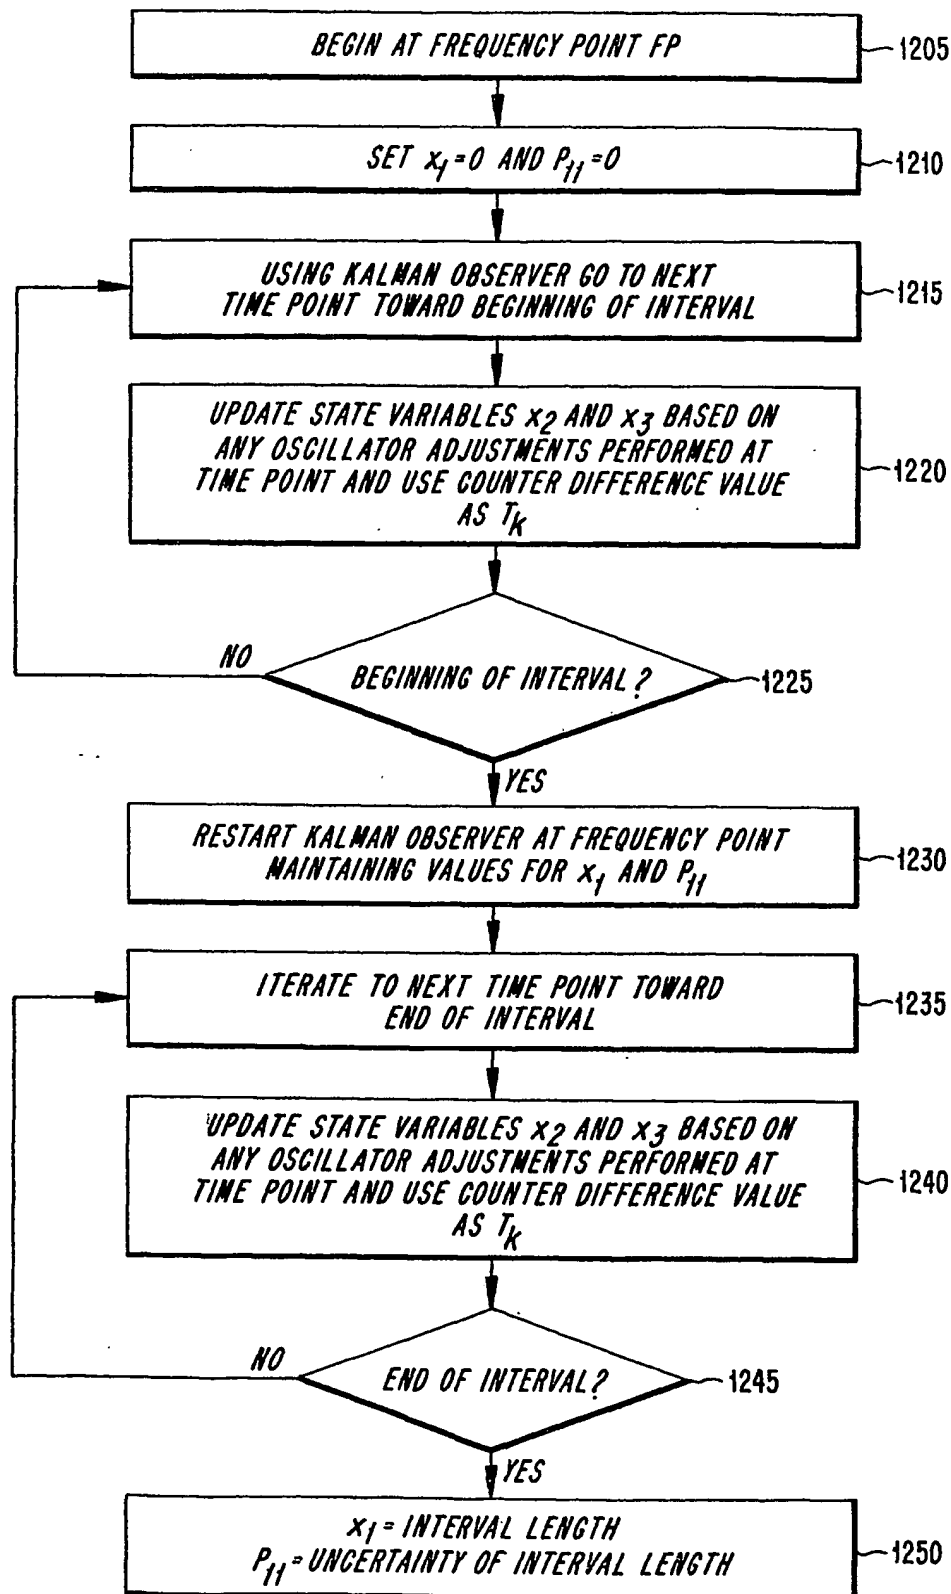 BEGIN AT FREQUENCY POINT FP
1205
SET x1=0 AND P11=0
1210
USING KALMAN OBSERVER GO TO NEXT
TIME POINT TOWARD BEGINNING OF INTERVAL
1215
UPDATE STATE VARIABLES x2 AND x3 BASED ON
ANY OSCILLATOR ADJUSTMENTS PERFORMED AT
TIME POINT AND USE COUNTER DIFFERENCE VALUE
AS Tk
1220
NO
BEGINNING OF INTERVAL?
1225
YES
RESTART KALMAN OBSERVER AT FREQUENCY POINT
MAINTAINING VALUES FOR x1 AND P11
1230
ITERATE TO NEXT TIME POINT TOWARD
END OF INTERVAL
1235
UPDATE STATE VARIABLES x2 AND x3 BASED ON
ANY OSCILLATOR ADJUSTMENTS PERFORMED AT
TIME POINT AND USE COUNTER DIFFERENCE VALUE
AS Tk
1240
NO
END OF INTERVAL?
1245
YES
x1= INTERVAL LENGTH
P11= UNCERTAINTY OF INTERVAL LENGTH
1250